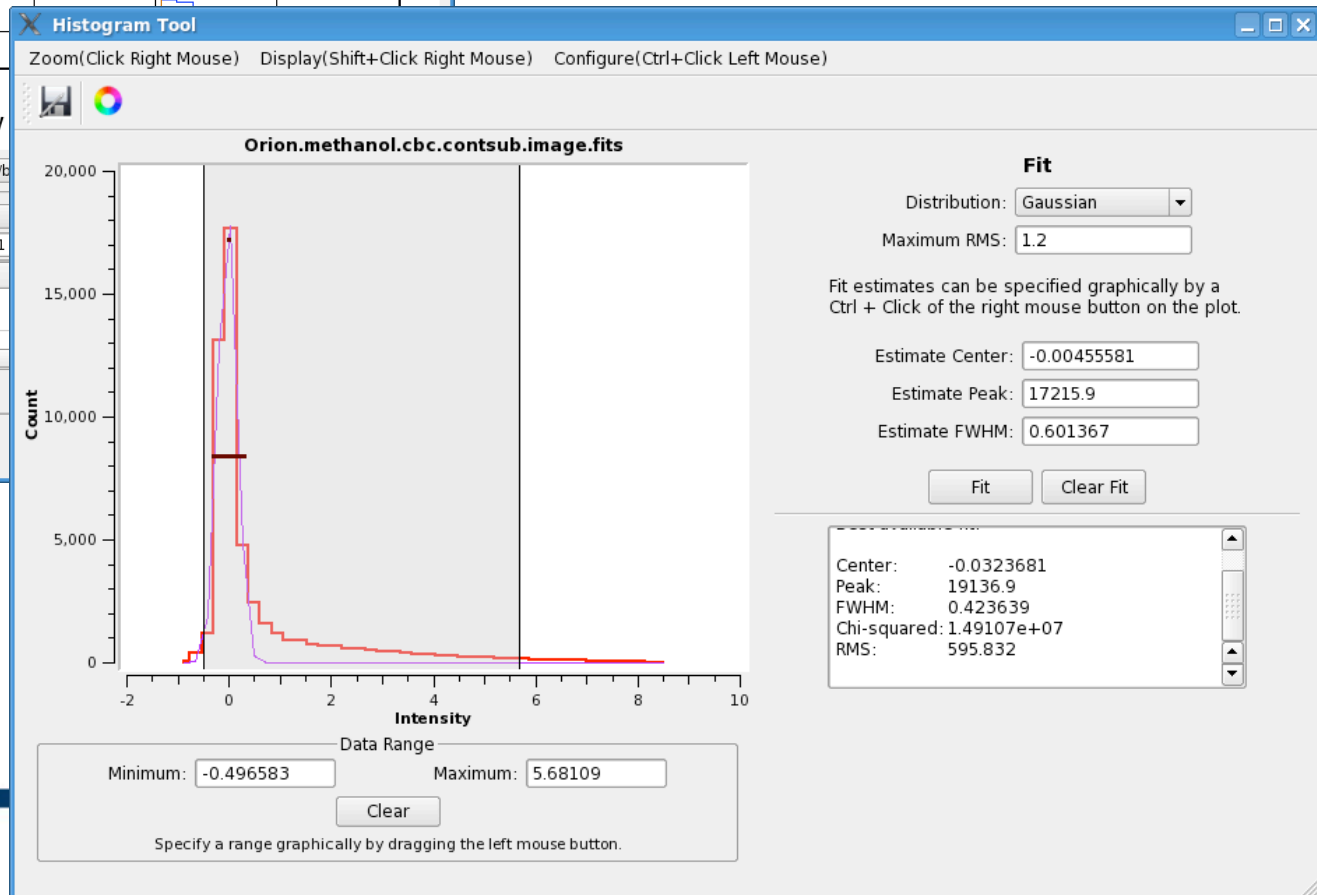 Histogram Tool
Zoom(Click Right Mouse) Display(Shift+Click Right Mouse) Configure(Ctrl+Click Left Mouse)
Orion.methanol.cbc.contsub.image.fits
20,000
15,000
10,000
5,000
0
Count
-2 0 2 4 6 8 10
Intensity
Data Range
Minimum: -0.496583 Maximum: 5.68109
Clear
Specify a range graphically by dragging the left mouse button.
Fit
Distribution: Gaussian
Maximum RMS: 1.2
Fit estimates can be specified graphically by a
Ctrl + Click of the right mouse button on the plot.
Estimate Center: -0.00455581
Estimate Peak: 17215.9
Estimate FWHM: 0.601367
Fit Clear Fit
Center: -0.0323681
Peak: 19136.9
FWHM: 0.423639
Chi-squared: 1.49107e+07
RMS: 595.832